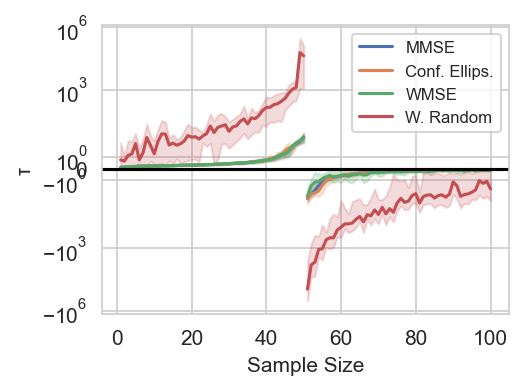 10^6
10^3
10^0
0
−10^0
−10^3
−10^6
τ
0
20
40
60
80
100
Sample Size
MMSE
Conf. Ellips.
WMSE
W. Random